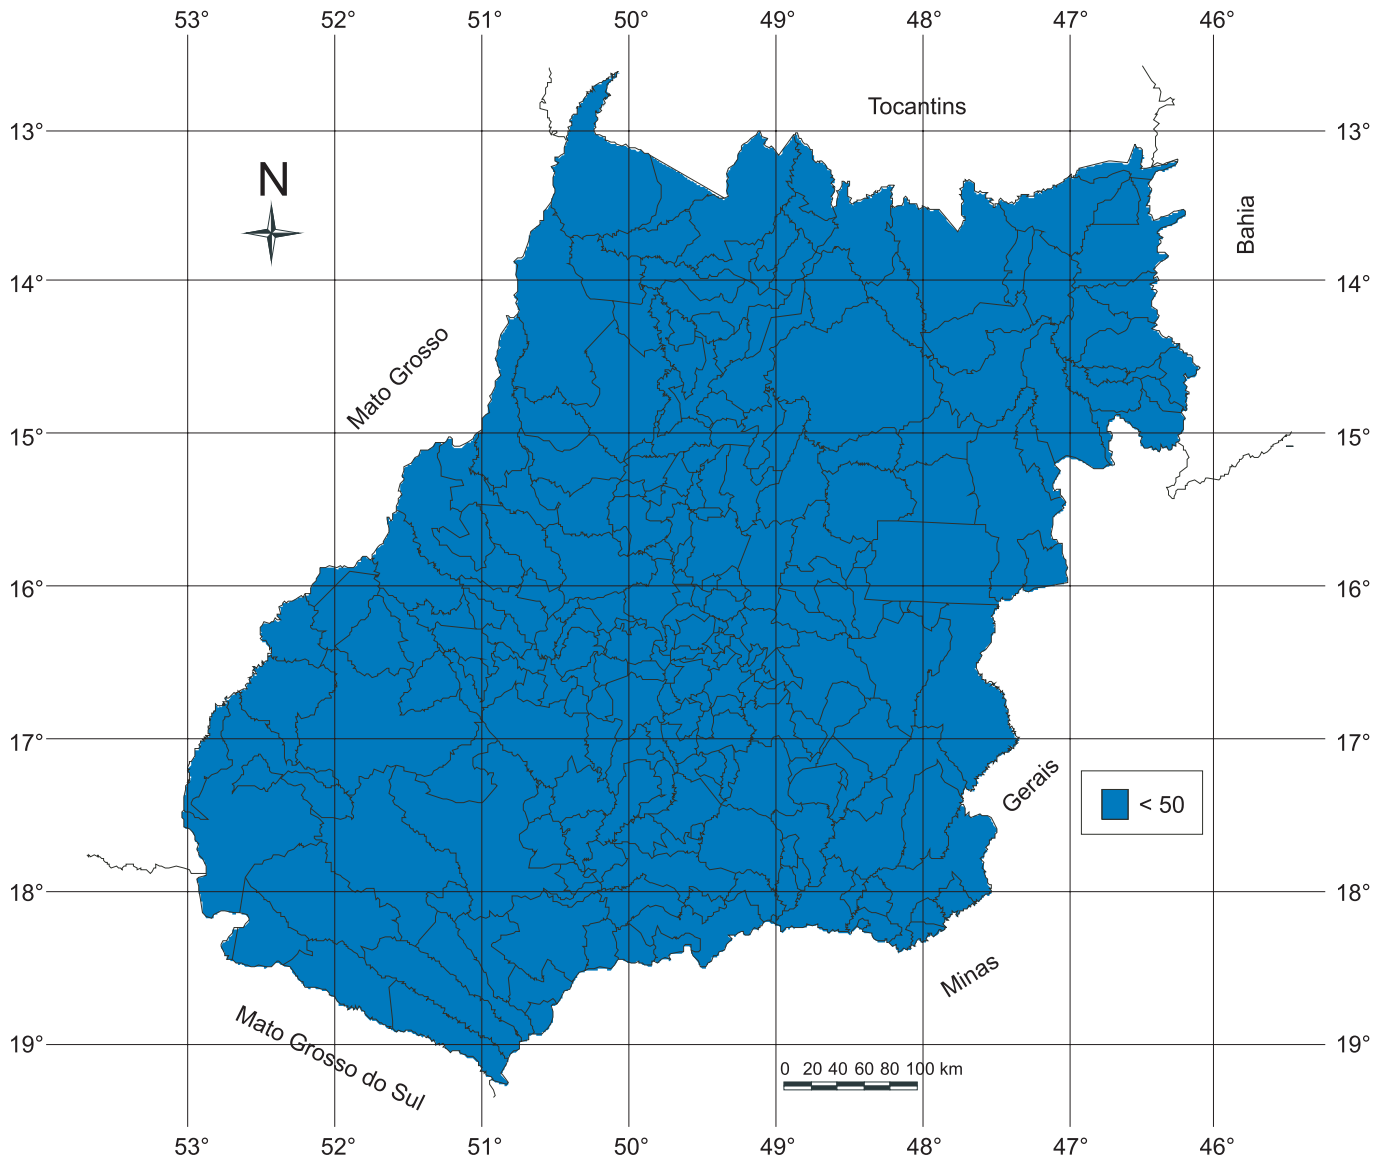 53° 52° 51° 50° 49° 48° 47° 46°
Tocantins
13° 13°
N
Bahia
14° 14°
Mato Grosso
15° 15°
16° 16°
17° 17°
Gerais
< 50
18° 18°
Minas
Mato Grosso do Sul
19° 19°
0 20 40 60 80 100 km
53° 52° 51° 50° 49° 48° 47° 46°